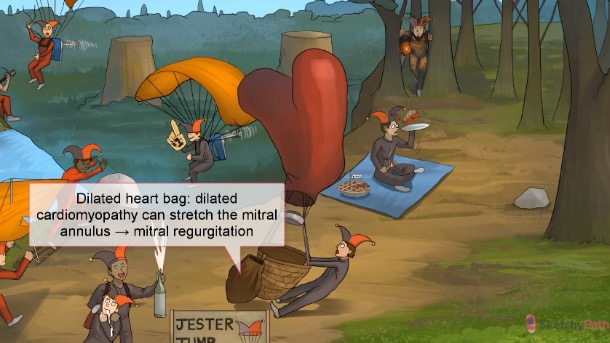 Dilated heart bag: dilated
cardiomyopathy can stretch the mitral
annulus → mitral regurgitation
JESTER
JUMP
SketchyPath